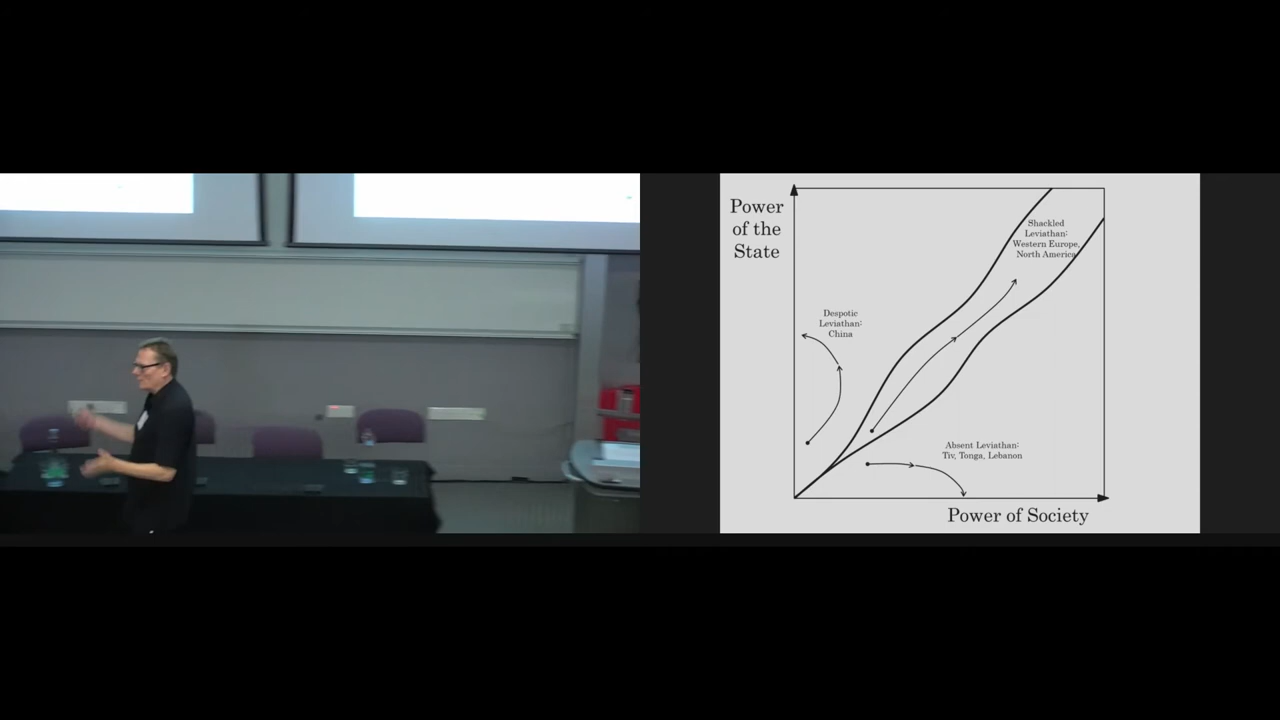 Power
of the
State
Shackled
Leviathan:
Western Europe,
North America
Despotic
Leviathan:
China
Absent Leviathan:
Tiv, Tonga, Lebanon
Power of Society